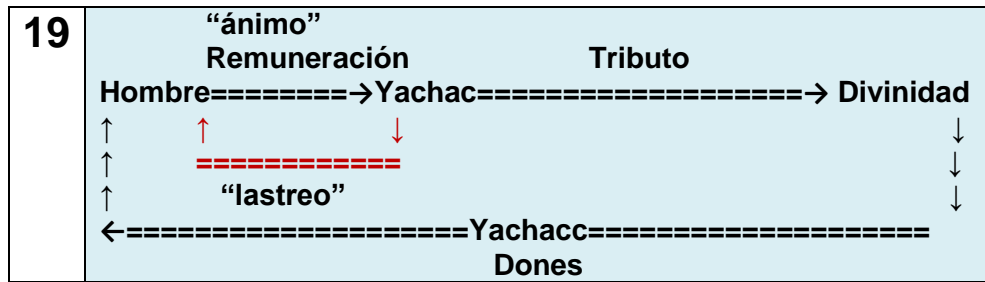 19
“ánimo”
Remuneración Tributo
Hombre========→Yachac===================→ Divinidad
↑ ↑ ↓ ↓
↑ ============ ↓
↑ “lastreo” ↓
←====================Yachacc====================
Dones